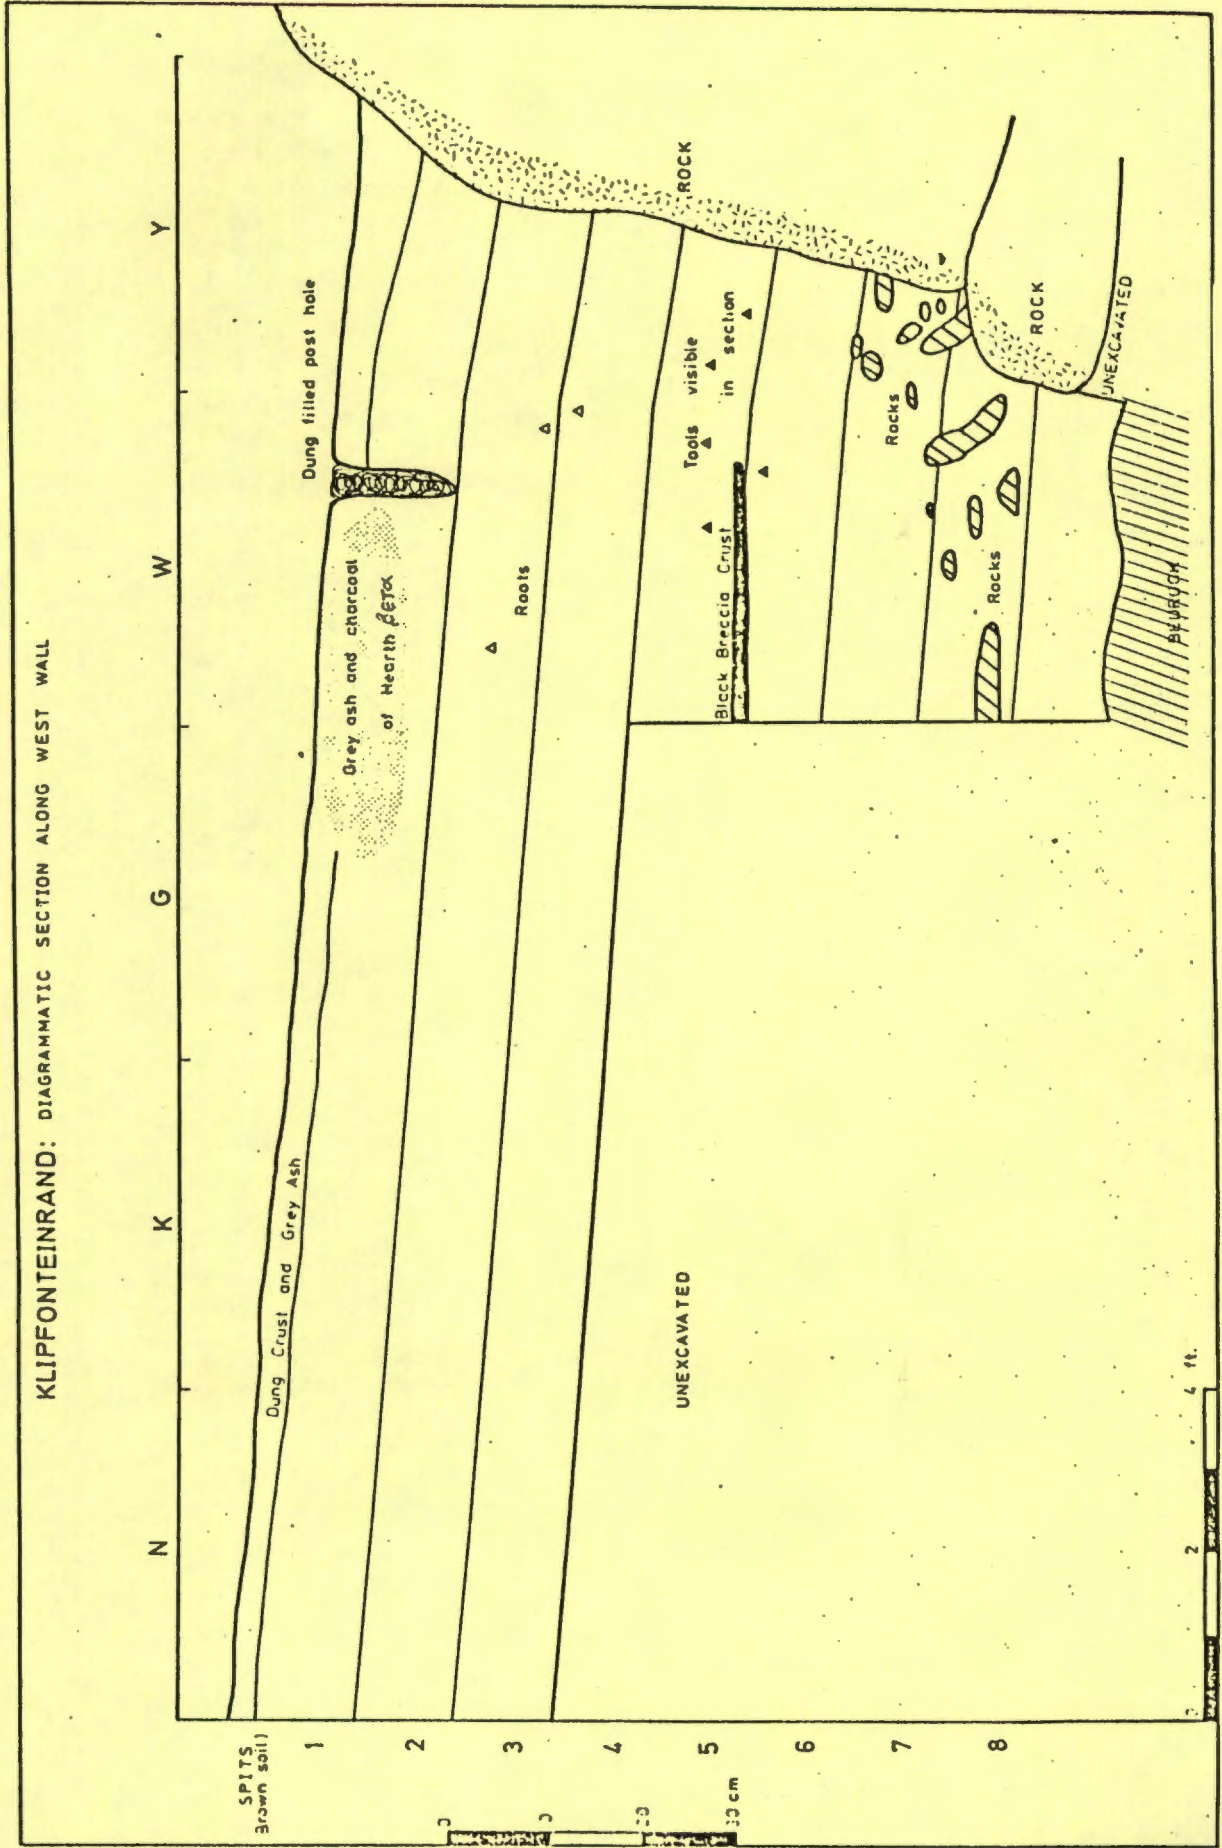 KLIPFONTEINRAND: DIAGRAMMATIC SECTION ALONG WEST WALL
N K G W Y
SPITS
Brown soil)
1
2
3
4
5
6
7
8
Dung Crust and Grey Ash
Grey ash and charcoal
of Hearth βετα
Dung filled post hole
Roots
ROCK
Tools visible
in section
Black Breccia Crust
Rocks
Rocks
ROCK
UNEXCAVATED
UNEXCAVATED
BEDROCK
2 4 ft.
cm